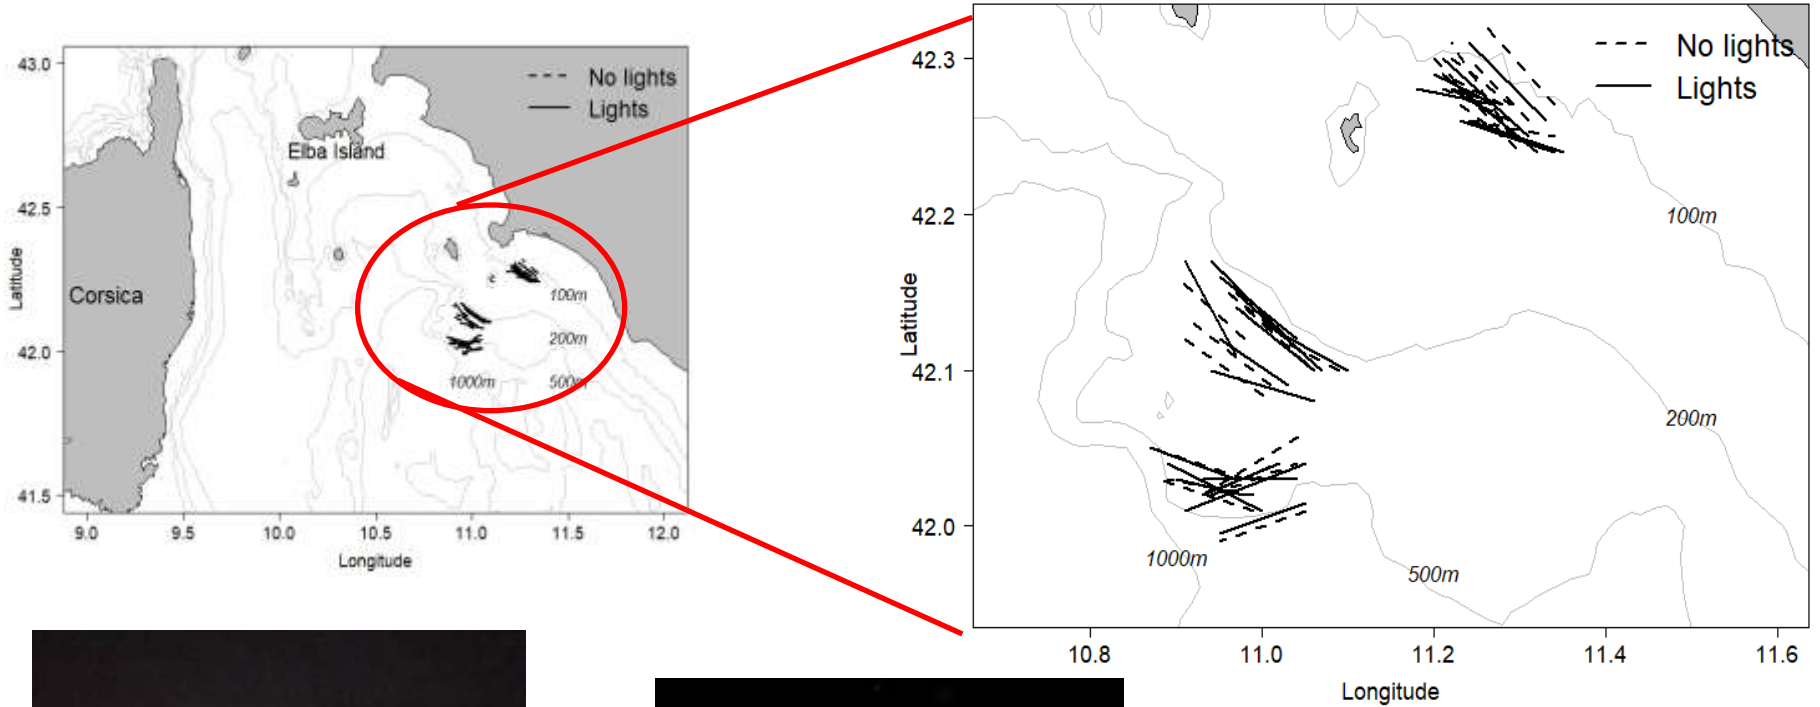 43.0
42.5
42.0
41.5
Latitude
9.0 9.5 10.0 10.5 11.0 11.5 12.0
Longitude
No lights
Lights
Elba Island
Corsica
100m
200m
1000m
500m
42.3
42.2
42.1
42.0
Latitude
10.8 11.0 11.2 11.4 11.6
Longitude
No lights
Lights
100m
200m
1000m
500m